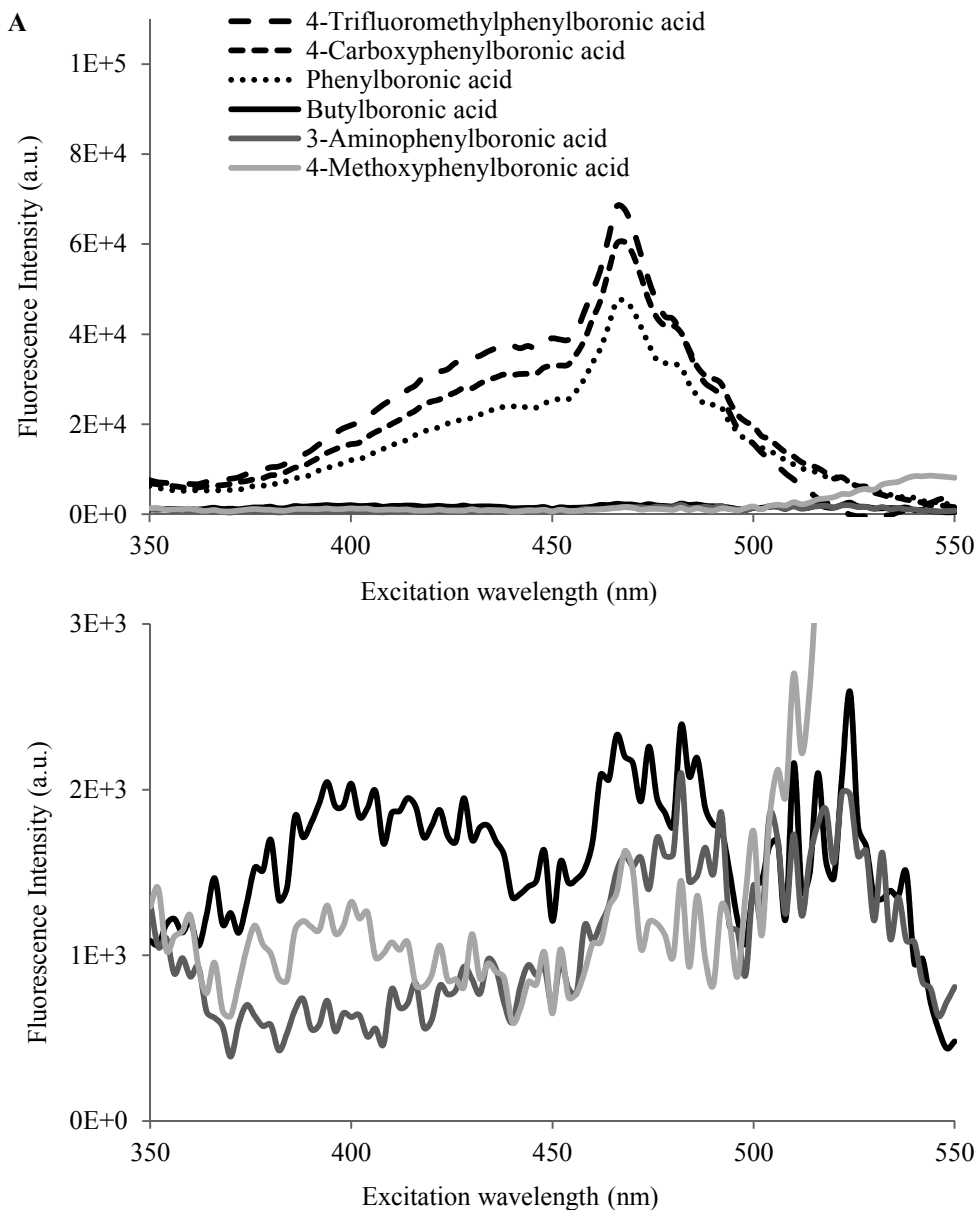 A
4-Trifluoromethylphenylboronic acid
4-Carboxyphenylboronic acid
Phenylboronic acid
Butylboronic acid
3-Aminophenylboronic acid
4-Methoxyphenylboronic acid
Fluorescence Intensity (a.u.)
1E+5
8E+4
6E+4
4E+4
2E+4
0E+0
350 400 450 500 550
Excitation wavelength (nm)
Fluorescence Intensity (a.u.)
3E+3
2E+3
1E+3
0E+0
350 400 450 500 550
Excitation wavelength (nm)